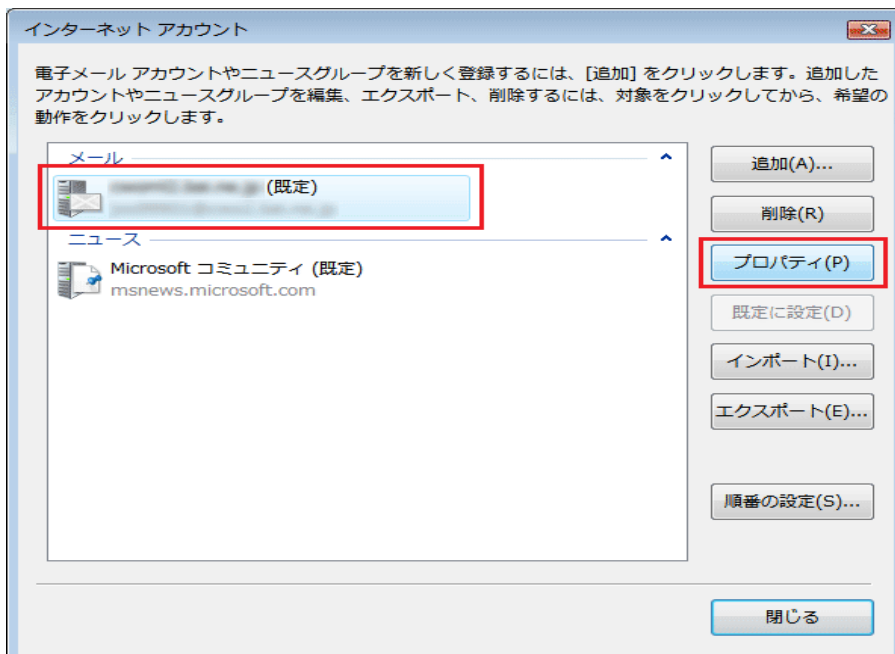 インターネット アカウント
電子メール アカウントやニュースグループを新しく登録するには、[追加] をクリックします。追加した
アカウントやニュースグループを編集、エクスポート、削除するには、対象をクリックしてから、希望の
動作をクリックします。
メール
(既定)
ニュース
Microsoft コミュニティ (既定)
msnews.microsoft.com
追加(A)...
削除(R)
プロパティ(P)
既定に設定(D)
インポート(I)...
エクスポート(E)...
順番の設定(S)...
閉じる